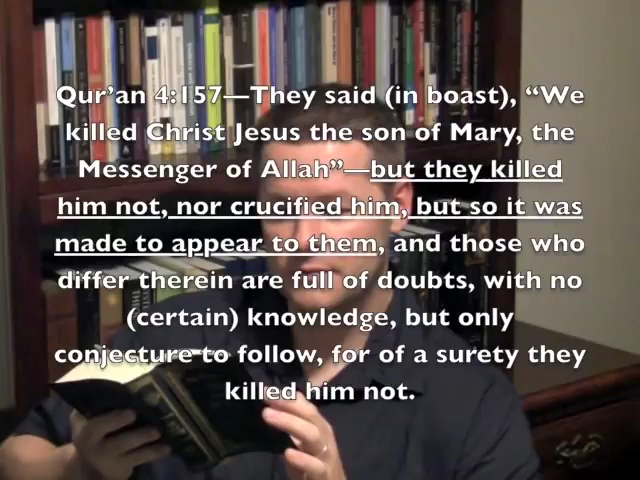 Qur’an 4:157—They said (in boast), “We
killed Christ Jesus the son of Mary, the
Messenger of Allah”—but they killed
him not, nor crucified him, but so it was
made to appear to them, and those who
differ therein are full of doubts, with no
(certain) knowledge, but only
conjecture to follow, for of a surety they
killed him not.